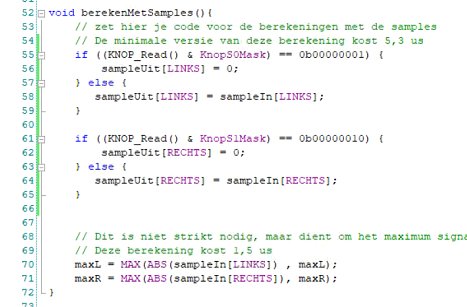 51
52 void berekenMetSamples(){
53 // zet hier je code voor de berekeningen met de samples
54 // De minimale versie van deze berekening kost 5,3 us
55 if ((KNOP_Read() & KnopS0Mask) == 0b00000001) {
56 sampleUit[LINKS] = 0;
57 } else {
58 sampleUit[LINKS] = sampleIn[LINKS];
59 }
60
61 if ((KNOP_Read() & KnopS1Mask) == 0b00000010) {
62 sampleUit[RECHTS] = 0;
63 } else {
64 sampleUit[RECHTS] = sampleIn[RECHTS];
65 }
66
67
68 // Dit is niet strikt nodig, maar dient om het maximum signa
69 // Deze berekening kost 1,5 us
70 maxL = MAX(ABS(sampleIn[LINKS]) , maxL);
71 maxR = MAX(ABS(sampleIn[RECHTS]), maxR);
72 }
73